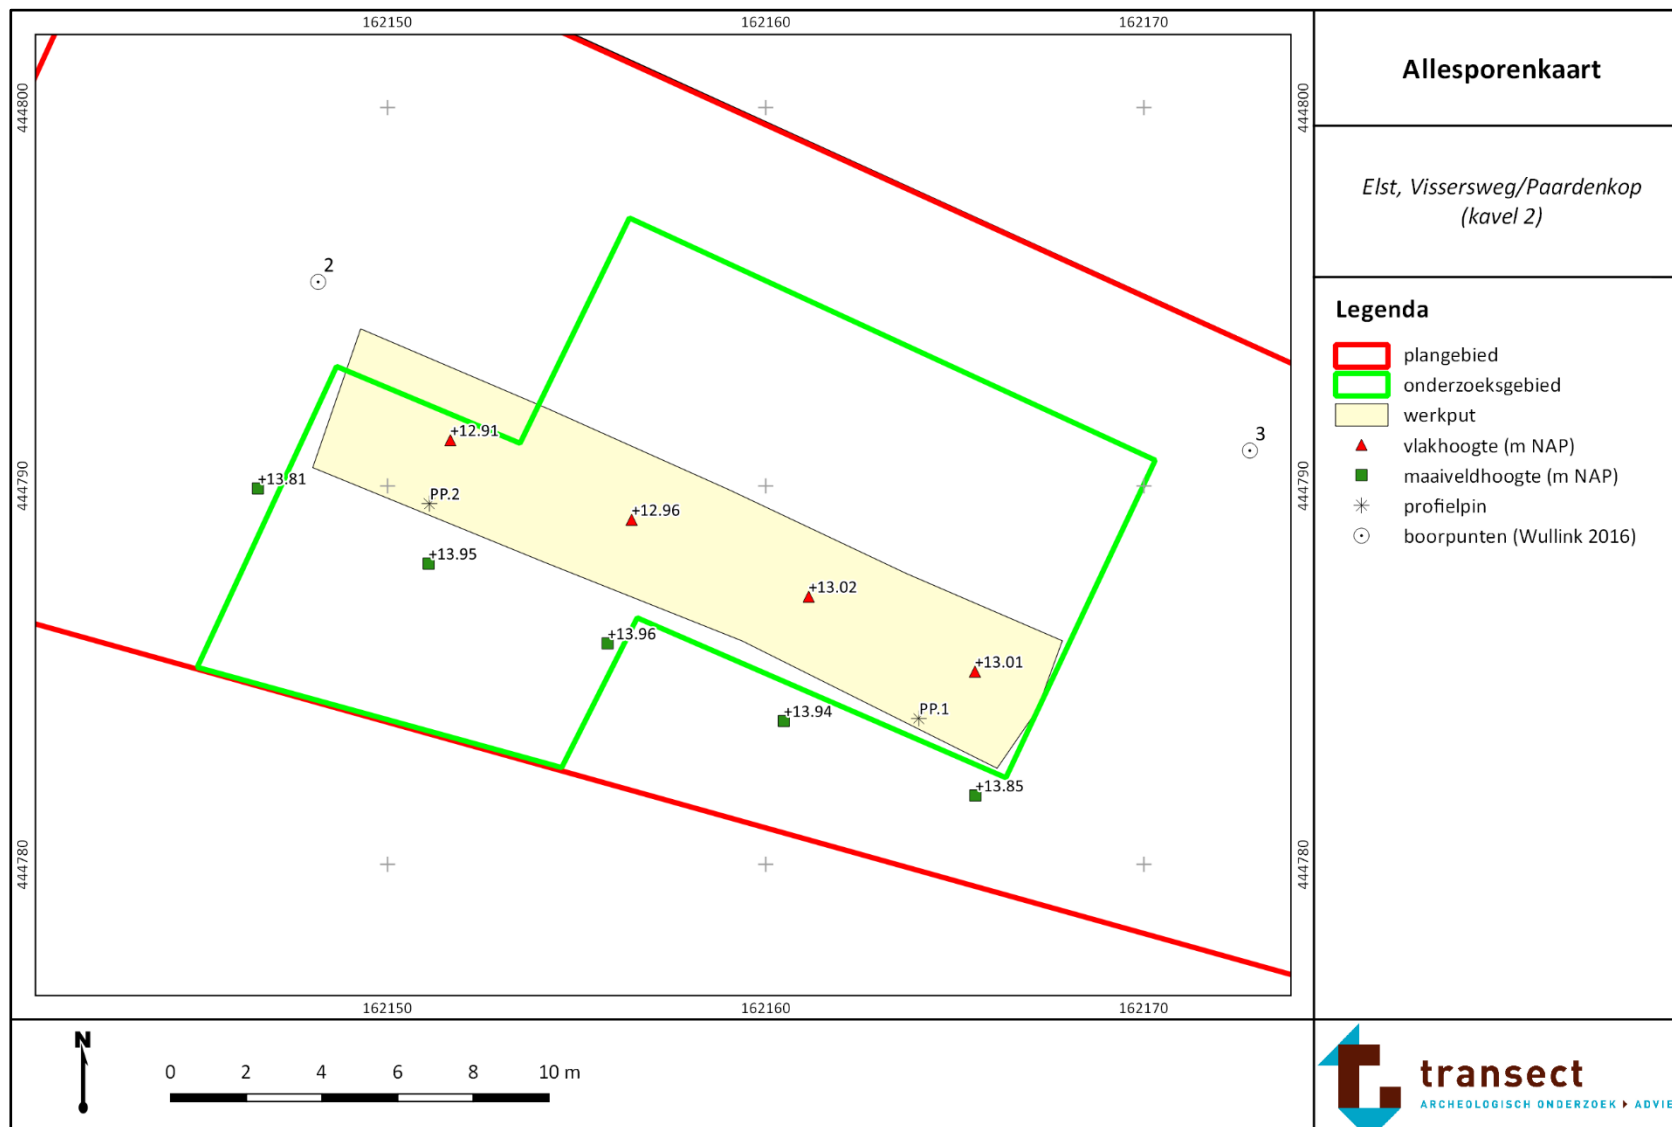 162150
162160
162170
444800
444800
2
3
+12.91
+13.81
PP.2
+12.96
444790
444790
+13.95
+13.02
+13.96
+13.01
+13.94
PP.1
+13.85
444780
444780
162150
162160
162170
Allesporenkaart
Elst, Vissersweg/Paardenkop
(kavel 2)
Legenda
plangebied
onderzoeksgebied
werkput
vlakhoogte (m NAP)
maaiveldhoogte (m NAP)
profielpin
boorpunten (Wullink 2016)
N
0 2 4 6 8 10 m
transect
ARCHEOLOGISCH ONDERZOEK ADVIE